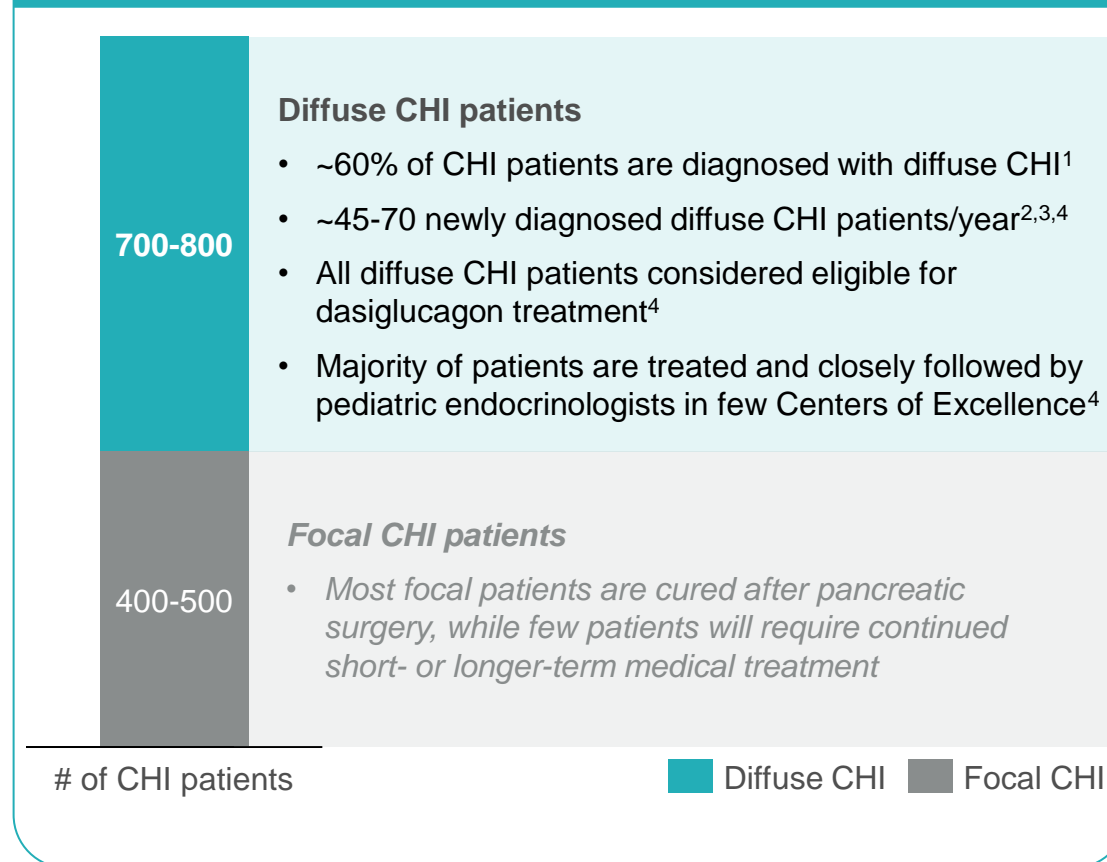 Diffuse CHI patients
• ~60% of CHI patients are diagnosed with diffuse CHI¹
• ~45-70 newly diagnosed diffuse CHI patients/year²,³,⁴
700-800
• All diffuse CHI patients considered eligible for
dasiglucagon treatment⁴
• Majority of patients are treated and closely followed by
pediatric endocrinologists in few Centers of Excellence⁴
Focal CHI patients
400-500
• Most focal patients are cured after pancreatic
surgery, while few patients will require continued
short- or longer-term medical treatment
# of CHI patients
Diffuse CHI
Focal CHI